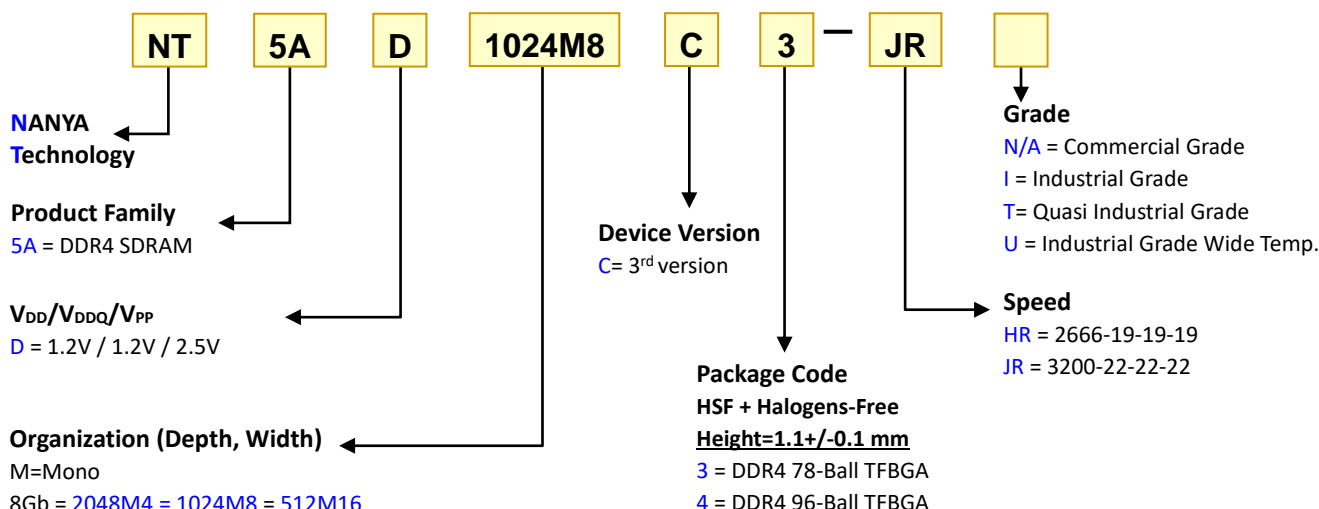 NT 5A D 1024M8 C 3 – JR
NANYA
Technology
Product Family
5A = DDR4 SDRAM
VDD/VDDQ/VPP
D = 1.2V / 1.2V / 2.5V
Organization (Depth, Width)
M=Mono
8Gb = 2048M4 = 1024M8 = 512M16
Device Version
C= 3rd version
Package Code
HSF + Halogens-Free
Height=1.1+/-0.1 mm
3 = DDR4 78-Ball TFBGA
4 = DDR4 96-Ball TFBGA
Grade
N/A = Commercial Grade
I = Industrial Grade
T= Quasi Industrial Grade
U = Industrial Grade Wide Temp.
Speed
HR = 2666-19-19-19
JR = 3200-22-22-22